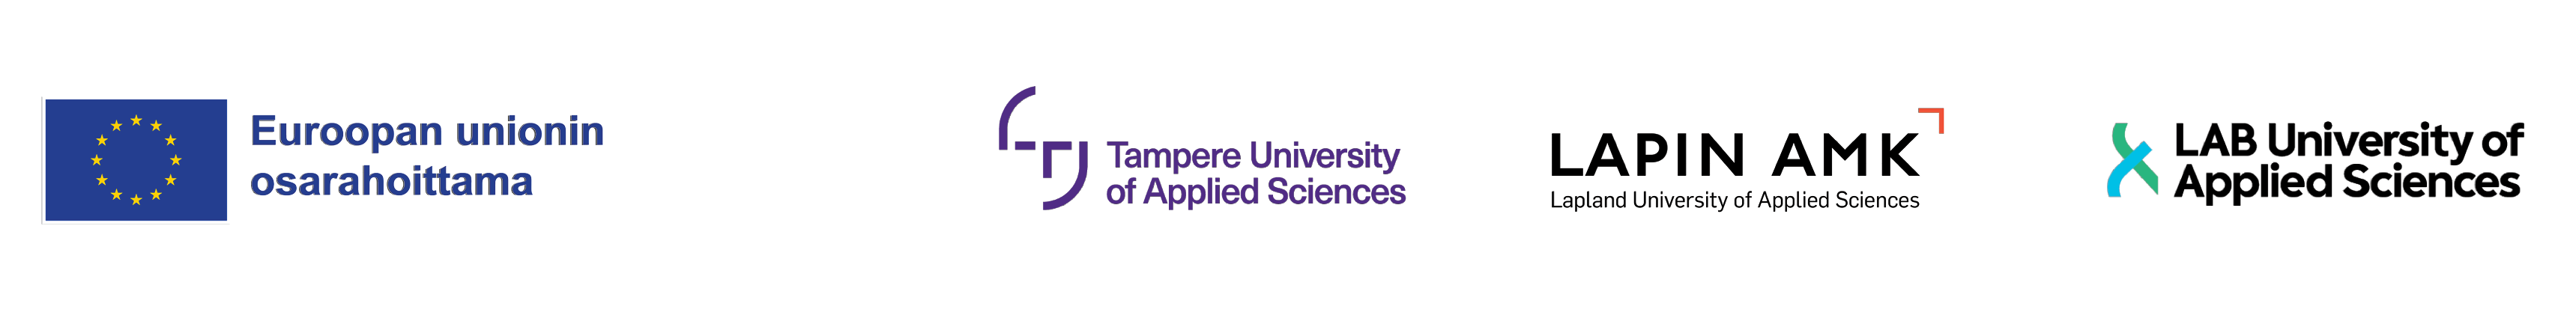 Euroopan unionin
osarahoittama
Tampere University
of Applied Sciences
LAPIN AMK
Lapland University of Applied Sciences
LAB University of
Applied Sciences